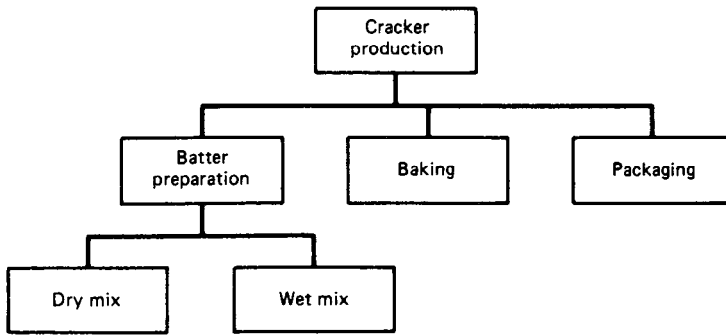 Cracker
production
Batter
preparation
Baking
Packaging
Dry mix
Wet mix